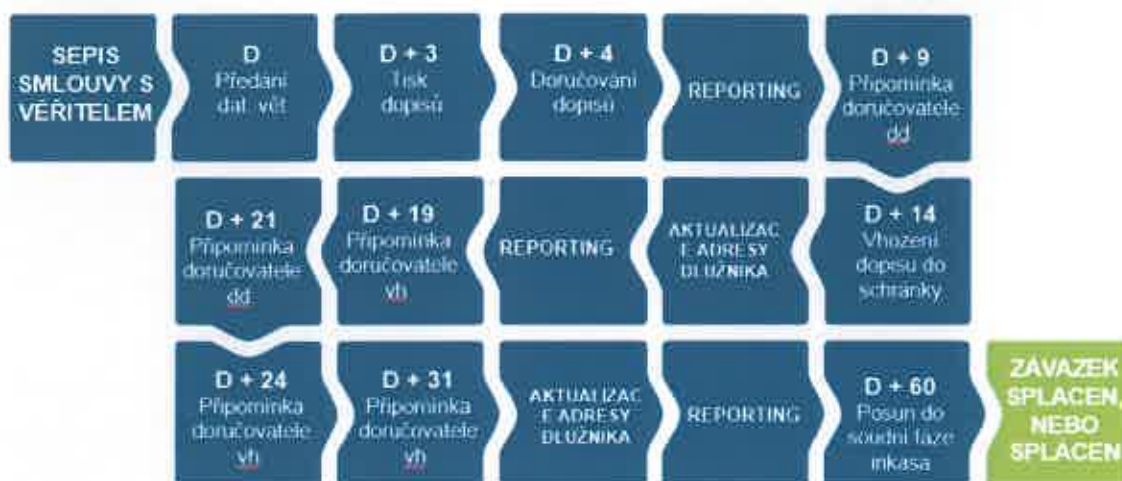 SEPIS
SMLOUVY S
VĚŘITELEM
D
Předání
dat. vět
D + 3
Tisk
dopisů
D + 4
Doručování
dopisů
REPORTING
D + 9
Připomínka
doručovatele
dd
D + 14
Vhození
dopisu do
schránky
AKTUALIZAC
E ADRESY
DLUŽNÍKA
REPORTING
D + 19
Připomínka
doručovatele
vh
D + 21
Připomínka
doručovatele
dd
D + 24
Připomínka
doručovatele
vh
D + 31
Připomínka
doručovatele
vh
AKTUALIZAC
E ADRESY
DLUŽNÍKA
REPORTING
D + 60
Posun do
soudní fáze
inkasa
ZÁVAZEK
SPLACEN,
NEBO
SPLACEN